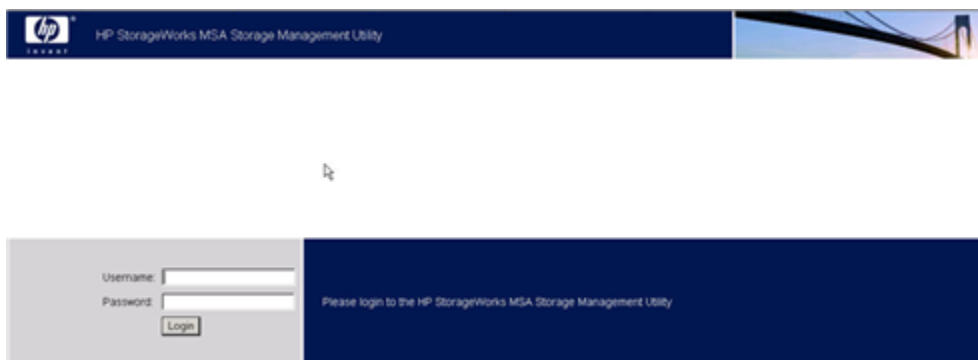 hp
invent
HP StorageWorks MSA Storage Management Utility
Username:
Password:
Login
Please login to the HP StorageWorks MSA Storage Management Utility